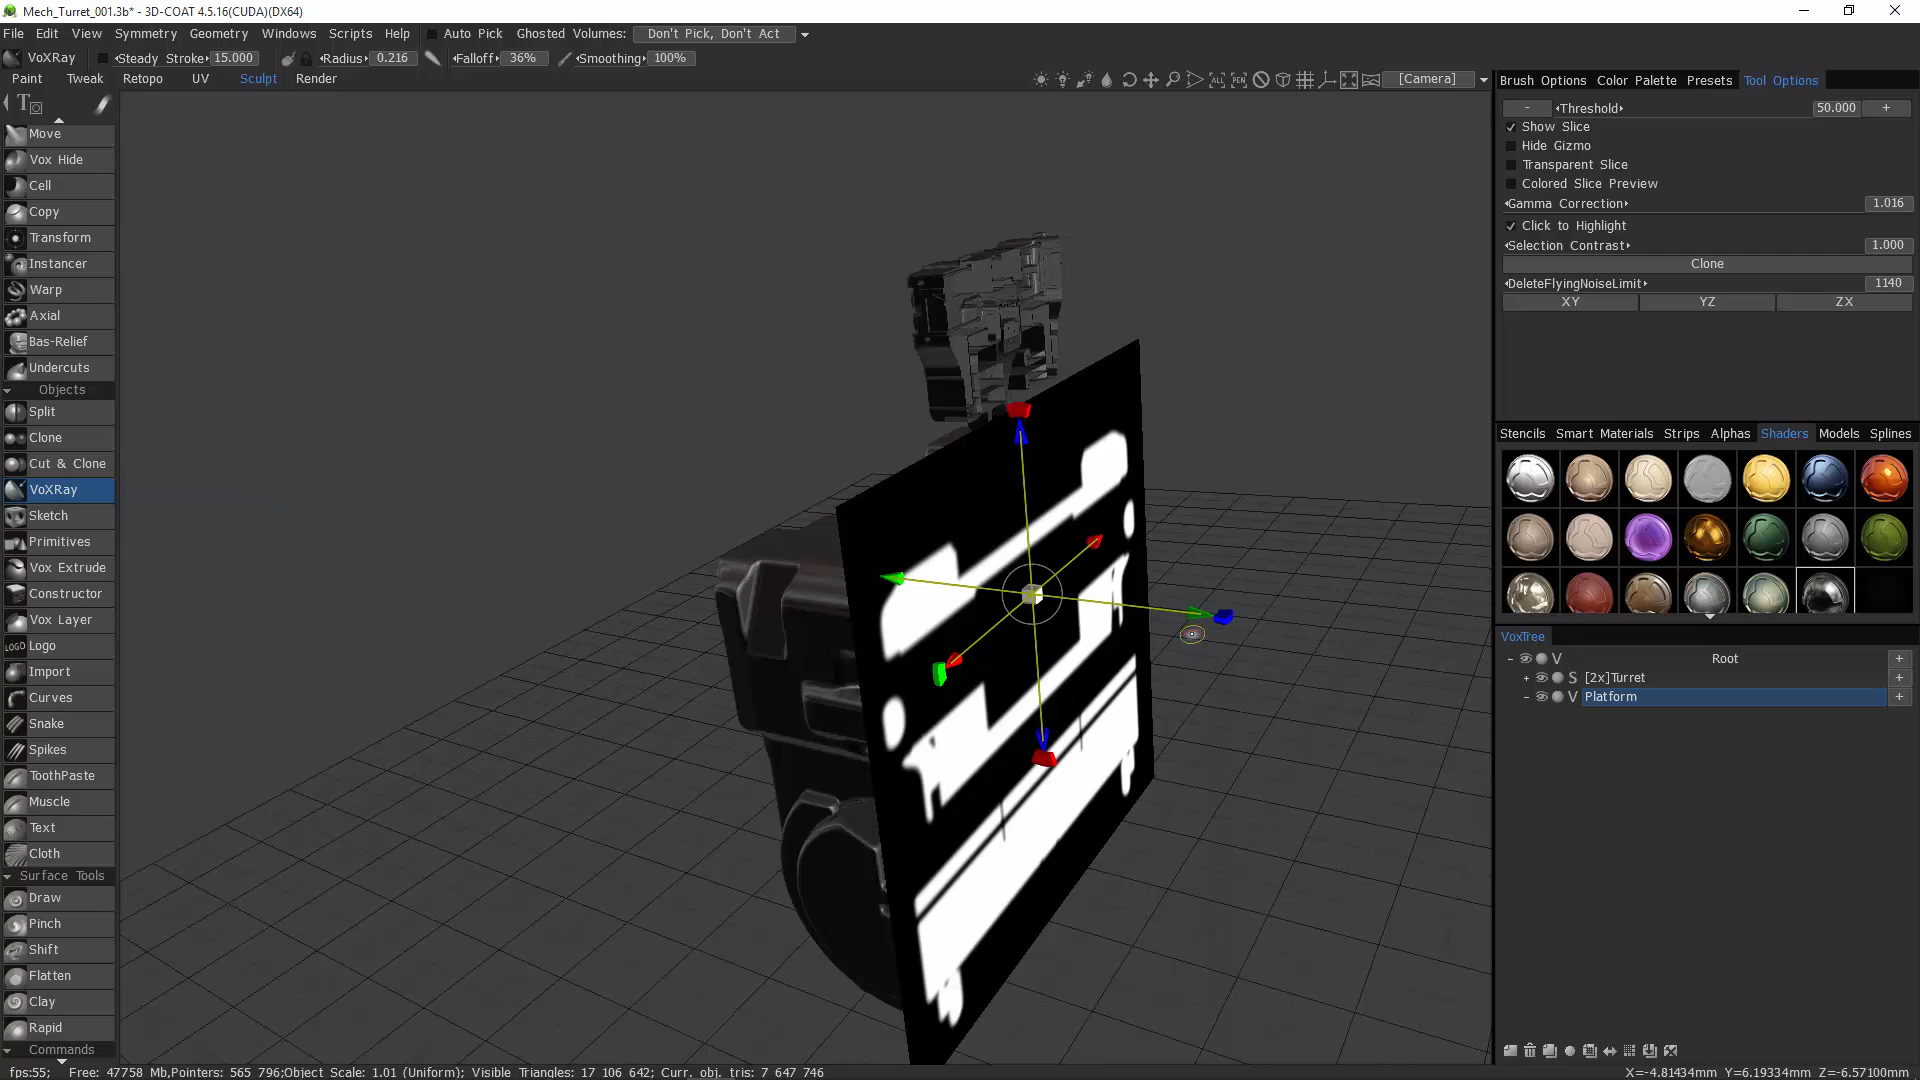 Mech_Turret_001.3b* - 3D-COAT 4.5.16(CUDA)(DX64)
File Edit View Symmetry Geometry Windows Scripts Help Auto Pick Ghosted Volumes: Don't Pick, Don't Act
VoXRay Steady Stroke 15.000 Radius 0.216 Falloff 36% Smoothing 100%
Paint Tweak Retopo UV Sculpt Render ALL PEN [Camera]
Brush Options Color Palette Presets Tool Options
- Threshold 50.000 +
Show Slice
Hide Gizmo
Transparent Slice
Colored Slice Preview
Gamma Correction 1.016
Click to Highlight
Selection Contrast 1.000
Clone
DeleteFlyingNoiseLimit 1140
XY YZ ZX
T
Move
Vox Hide
Cell
Copy
Transform
Instancer
Warp
Axial
Bas-Relief
Undercuts
Objects
Split
Clone
Cut & Clone
VoXRay
Sketch
Primitives
Vox Extrude
Constructor
Vox Layer
LOGO Logo
Import
Curves
Snake
Spikes
ToothPaste
Muscle
Text
Cloth
Surface Tools
Draw
Pinch
Shift
Flatten
Clay
Rapid
Commands
Stencils Smart Materials Strips Alphas Shaders Models Splines
VoxTree
- V Root +
+ S [2x]Turret +
- V Platform +
fps:55; Free: 47758 Mb,Pointers: 565 796;Object Scale: 1.01 (Uniform); Visible Triangles: 17 106 642; Curr. obj. tris: 7 647 746
X=-4.81434mm Y=6.19334mm Z=-6.57100mm